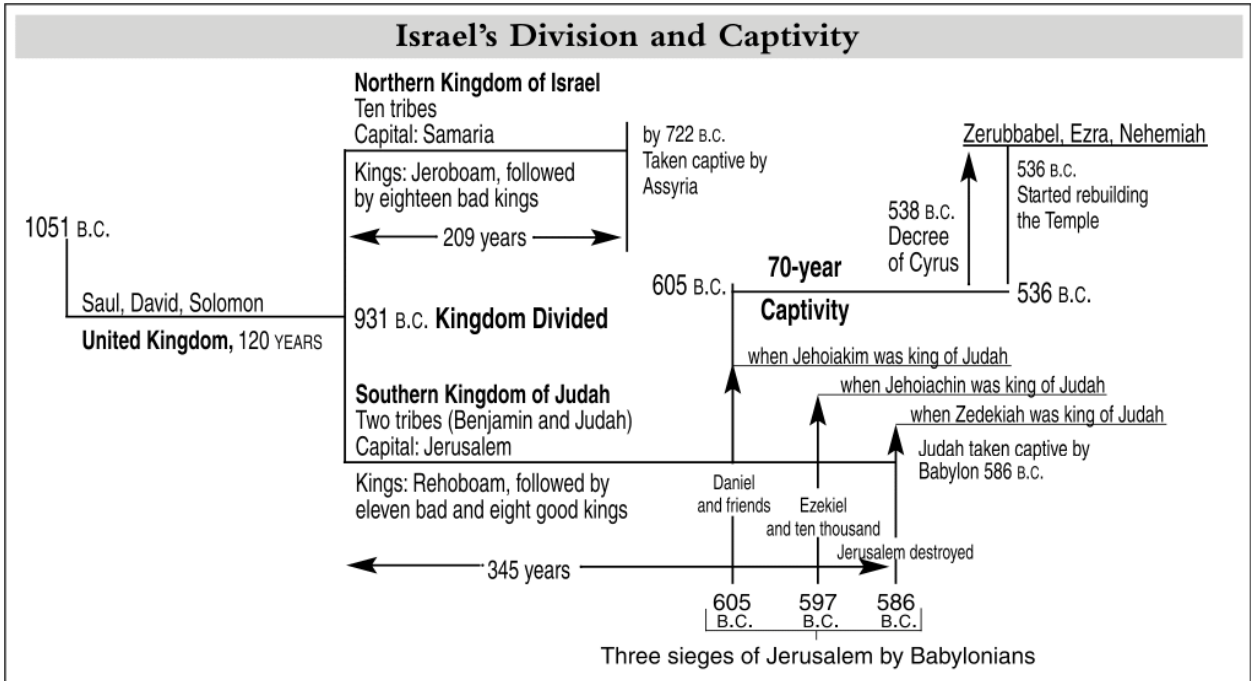 Israel's Division and Captivity
Northern Kingdom of Israel
Ten tribes
Capital: Samaria
Kings: Jeroboam, followed
by eighteen bad kings
209 years
by 722 B.C.
Taken captive by
Assyria
Zerubbabel, Ezra, Nehemiah
536 B.C.
Started rebuilding
the Temple
538 B.C.
Decree
of Cyrus
1051 B.C.
Saul, David, Solomon
United Kingdom, 120 YEARS
931 B.C. Kingdom Divided
605 B.C.
70-year
Captivity
536 B.C.
when Jehoiakim was king of Judah
when Jehoiachin was king of Judah
when Zedekiah was king of Judah
Judah taken captive by
Babylon 586 B.C.
Southern Kingdom of Judah
Two tribes (Benjamin and Judah)
Capital: Jerusalem
Kings: Rehoboam, followed by
eleven bad and eight good kings
Daniel
and friends
Ezekiel
and ten thousand
Jerusalem destroyed
345 years
605
B.C.
597
B.C.
586
B.C.
Three sieges of Jerusalem by Babylonians